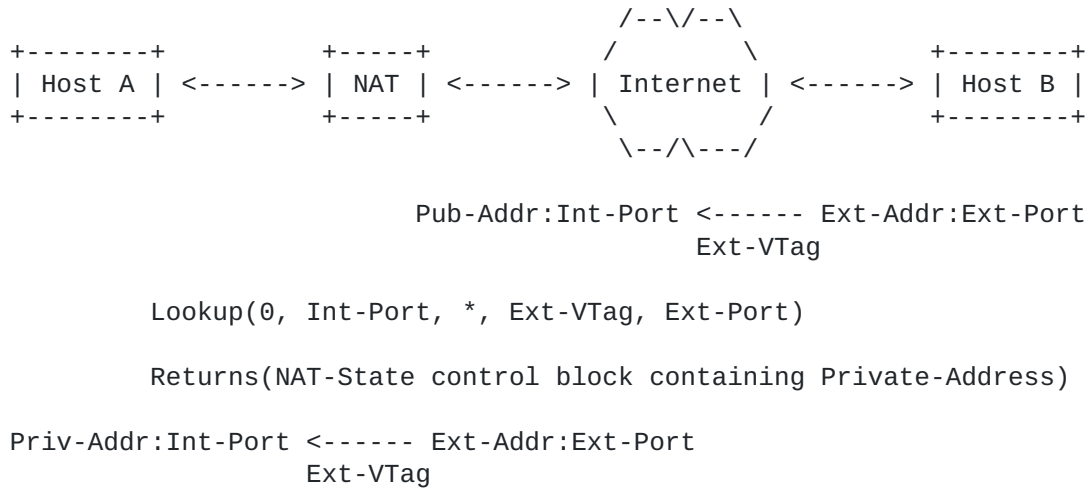 /--\/--\
+--------+          +-----+           /        \           +--------+
| Host A | <------> | NAT | <------> | Internet | <------> | Host B |
+--------+          +-----+           \        /           +--------+
                                       \--/\---/
Pub-Addr:Int-Port <------ Ext-Addr:Ext-Port
Ext-VTag
Lookup(0, Int-Port, *, Ext-VTag, Ext-Port)
Returns(NAT-State control block containing Private-Address)
Priv-Addr:Int-Port <------ Ext-Addr:Ext-Port
Ext-VTag